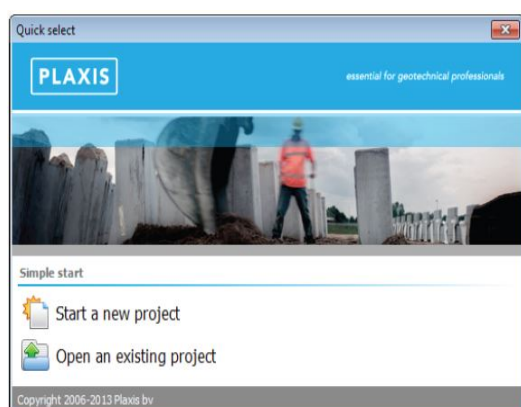 Quick select
PLAXIS
essential for geotechnical professionals
Simple start
Start a new project
Open an existing project
Copyright 2006-2013 Plaxis bv